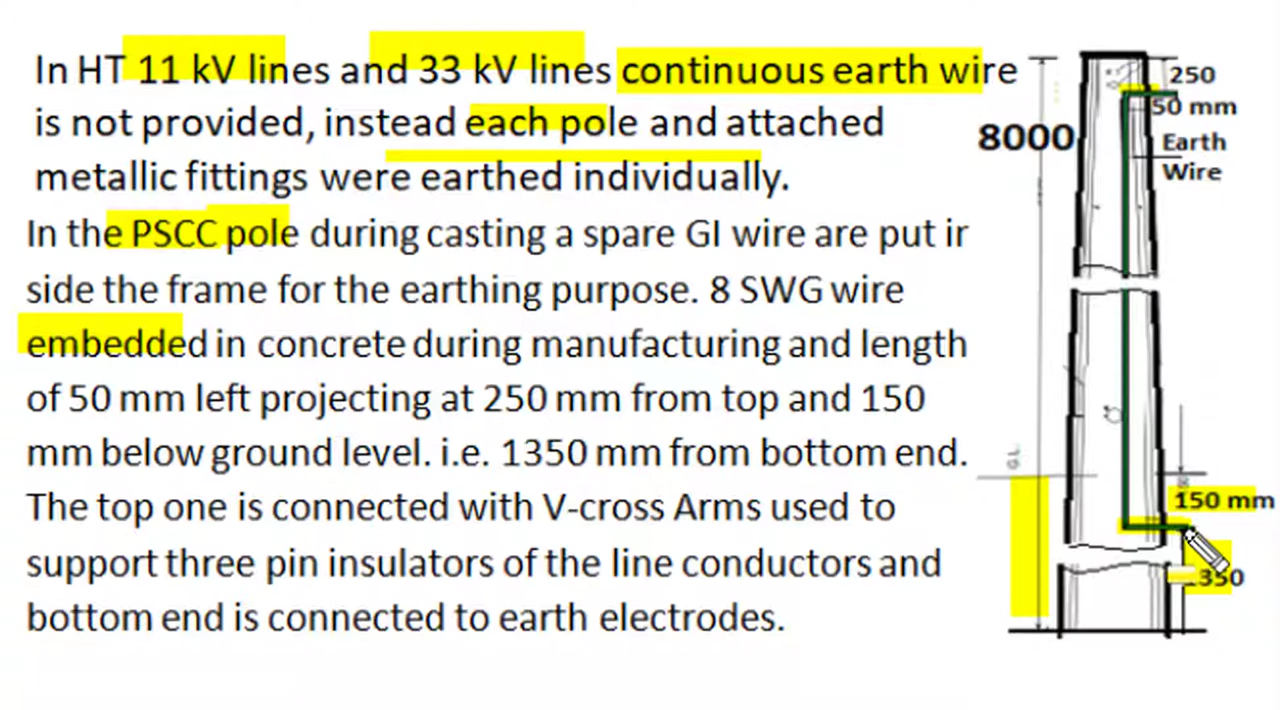 In HT 11 kV lines and 33 kV lines continuous earth wire
is not provided, instead each pole and attached
metallic fittings were earthed individually.
In the PSCC pole during casting a spare GI wire are put ir
side the frame for the earthing purpose. 8 SWG wire
embedded in concrete during manufacturing and length
of 50 mm left projecting at 250 mm from top and 150
mm below ground level. i.e. 1350 mm from bottom end.
The top one is connected with V-cross Arms used to
support three pin insulators of the line conductors and
bottom end is connected to earth electrodes.
250
50 mm
8000
Earth
Wire
G.L
150 mm
350